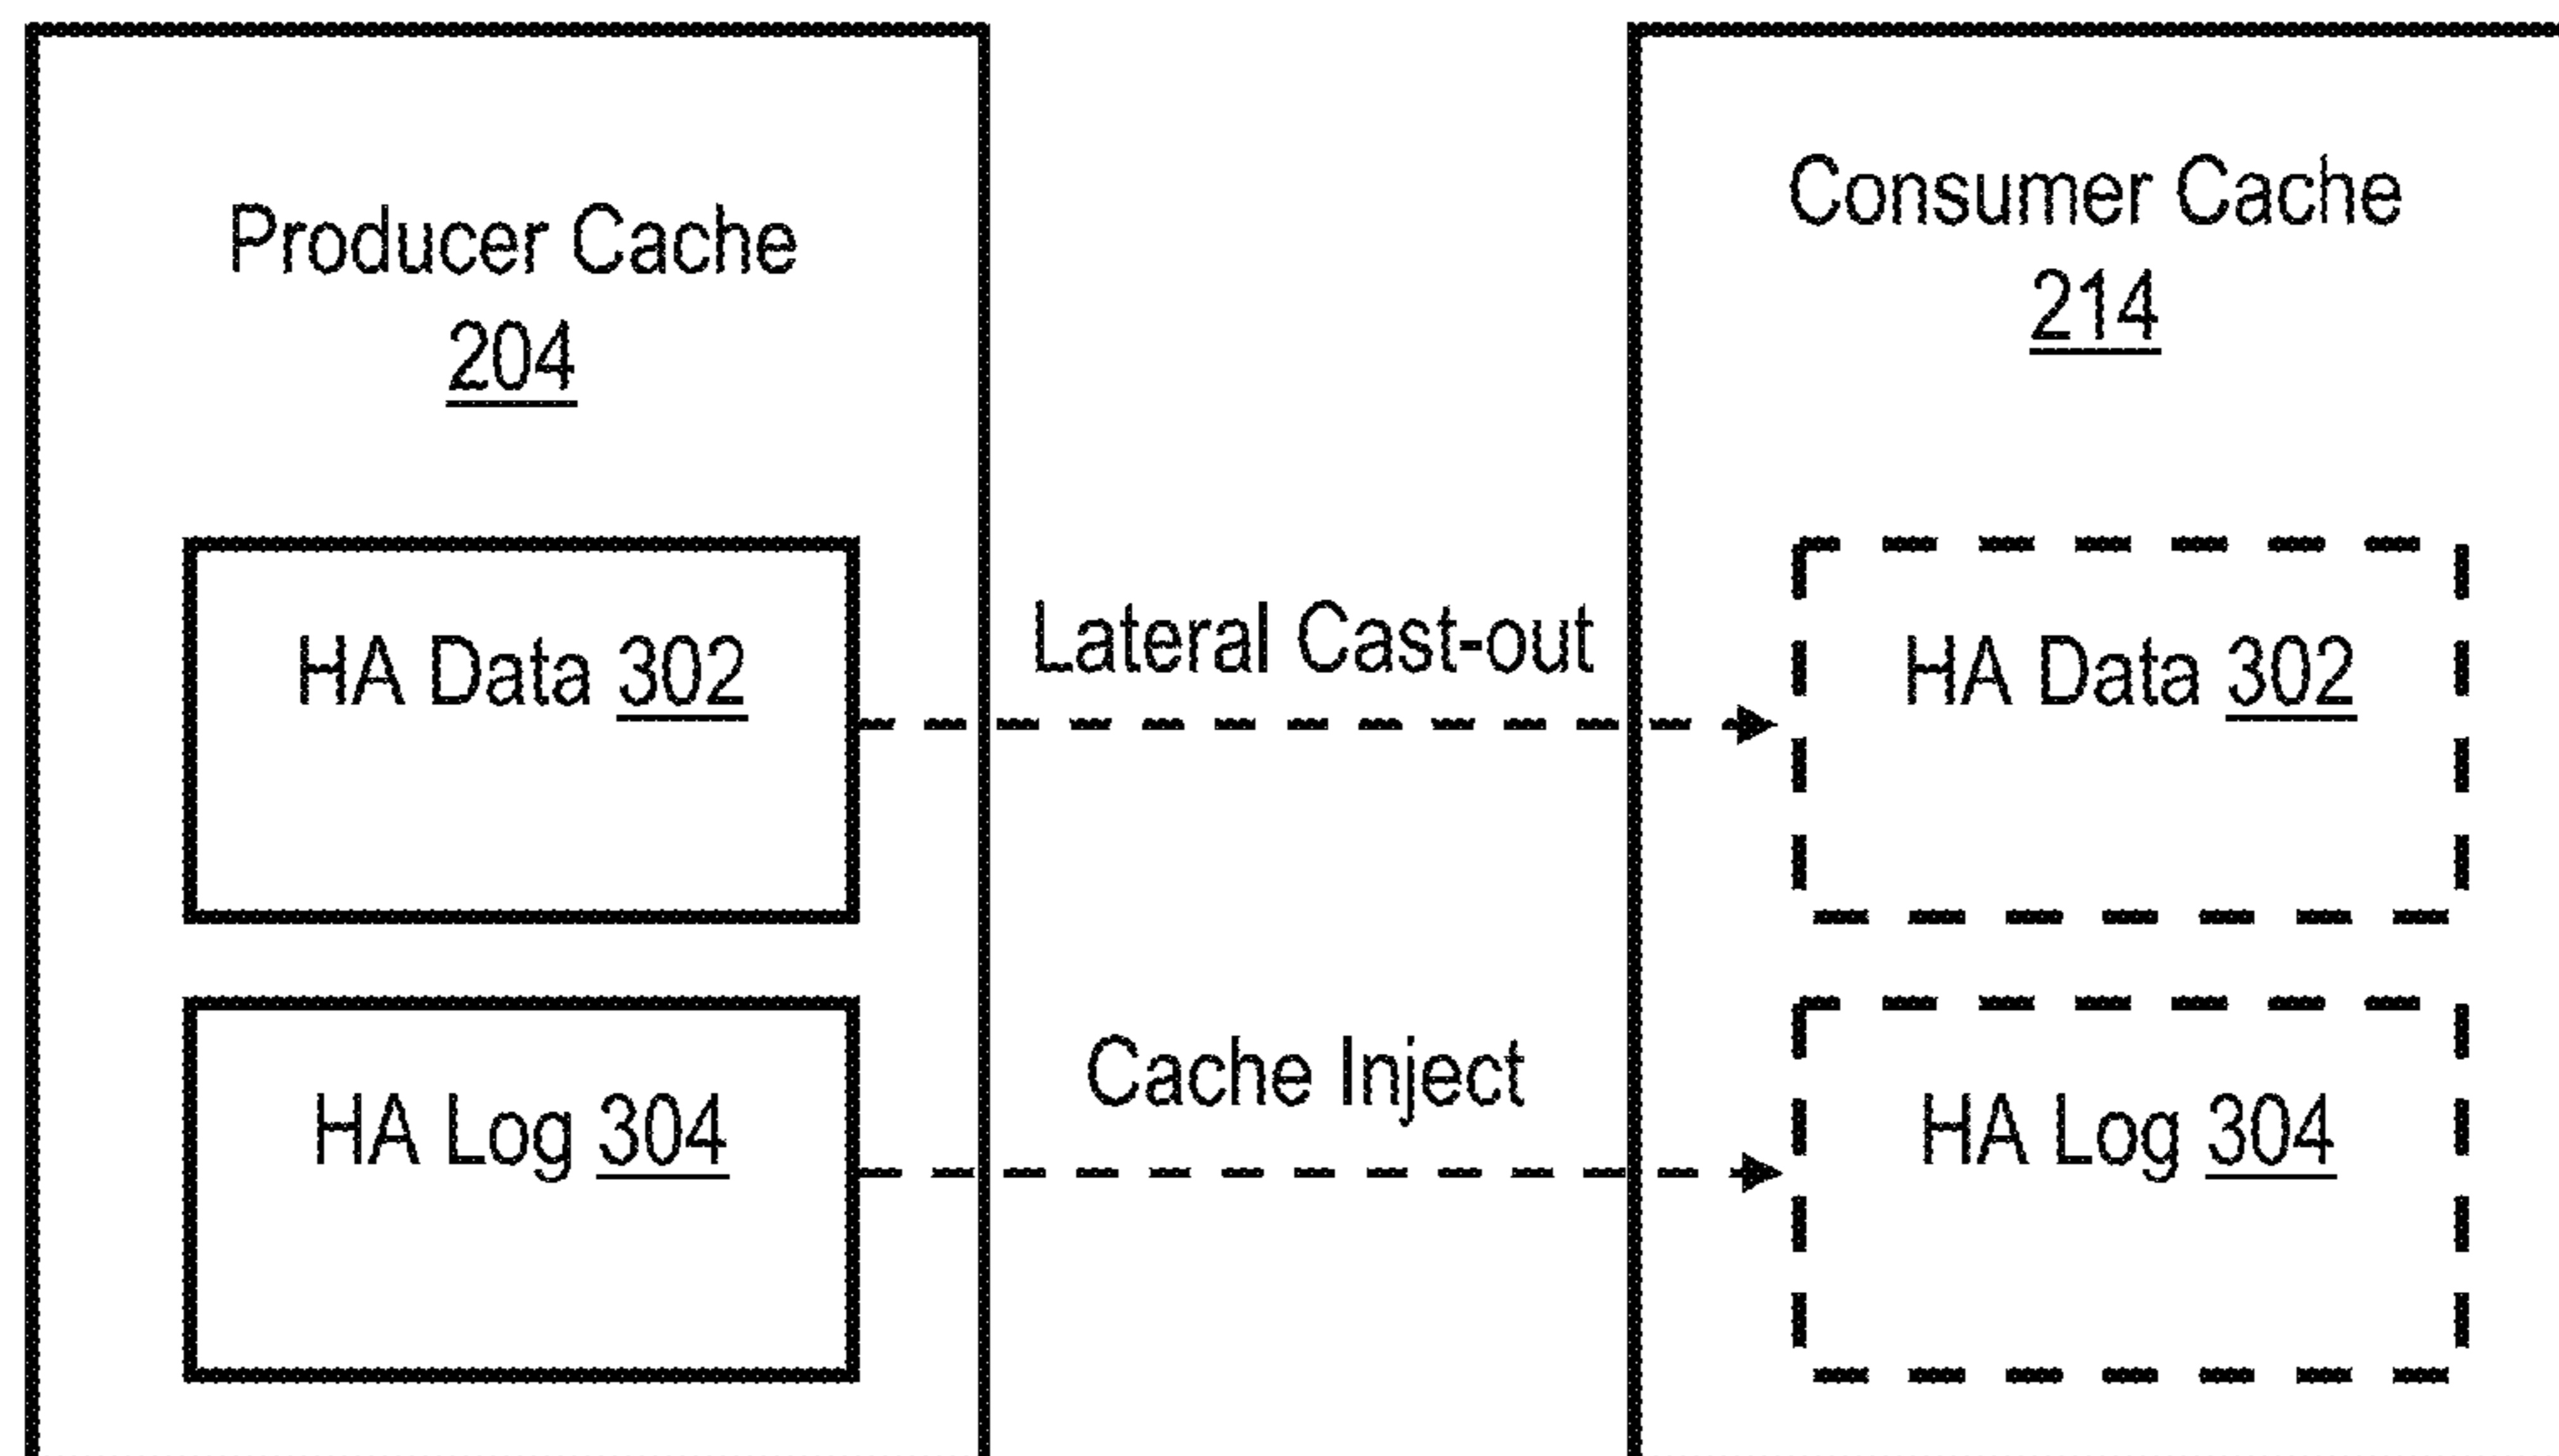 Producer Cache
204
Consumer Cache
214
HA Data 302
Lateral Cast-out
HA Data 302
HA Log 304
Cache Inject
HA Log 304